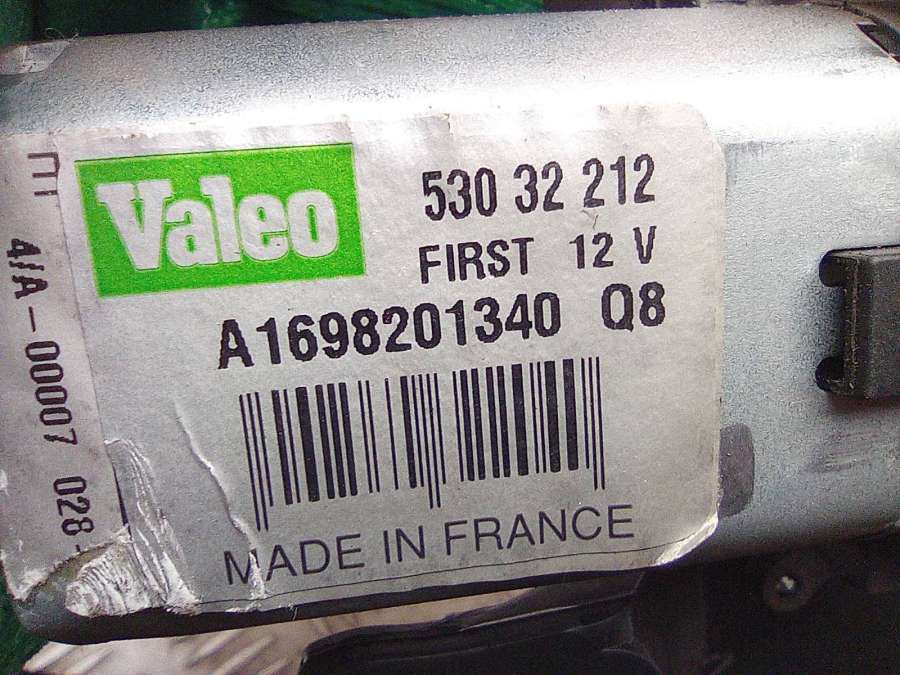 Valeo
530 32 212
FIRST 12 V
A1698201340 Q8
MADE IN FRANCE
4/A-00007 028-